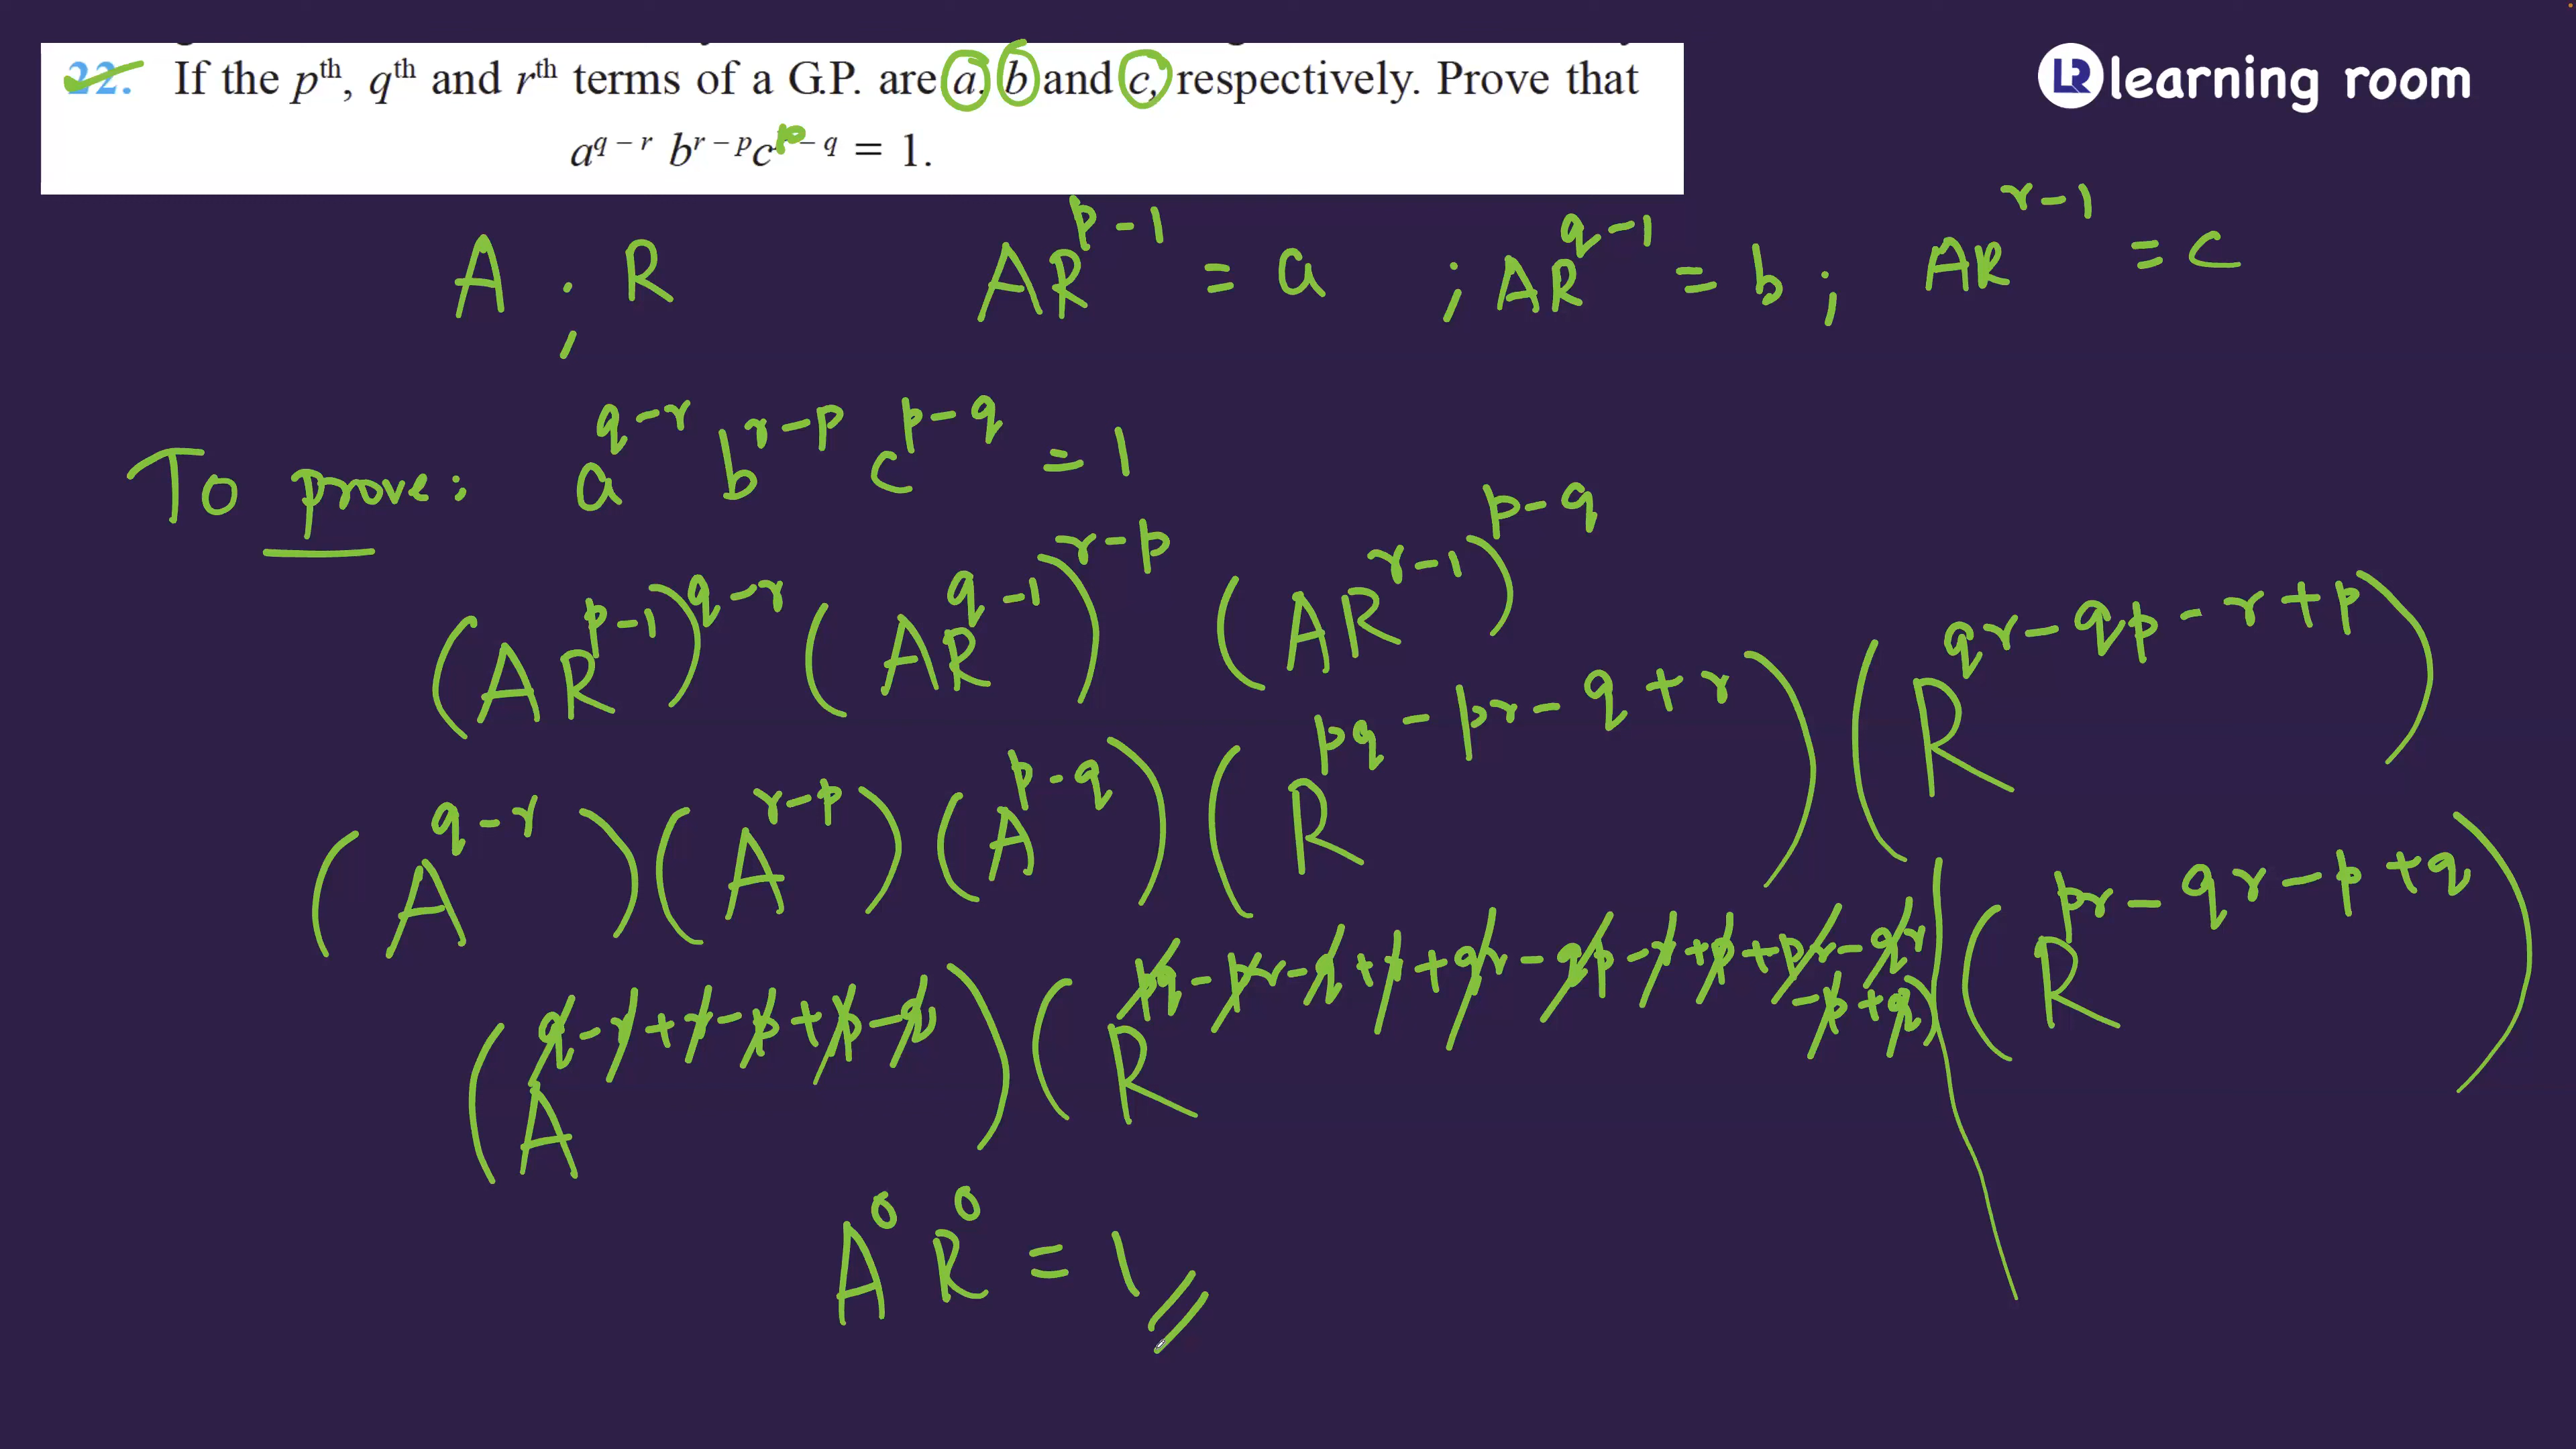 22. If the pᵗʰ, qᵗʰ and rᵗʰ terms of a G.P. are a, b and c, respectively. Prove that
a^(q – r) b^(r – p) c^(p – q) = 1.
LR learning room
A ; R AR^(p-1) = a ; AR^(q-1) = b ; AR^(r-1) = c
To prove: a^(q-r) b^(r-p) c^(p-q) = 1
(AR^(p-1))^(q-r) (AR^(q-1))^(r-p) (AR^(r-1))^(p-q)
(A^(q-r)) (A^(r-p)) (A^(p-q)) (R^(pq-pr-q+r)) (R^(qr-qp-r+p))
(R^(pr-qr-p+q))
(A^(q-r+r-p+p-q)) (R^(pq-pr-q+r+qr-qp-r+p+pr-qr-p+q))
A^0 R^0 = 1